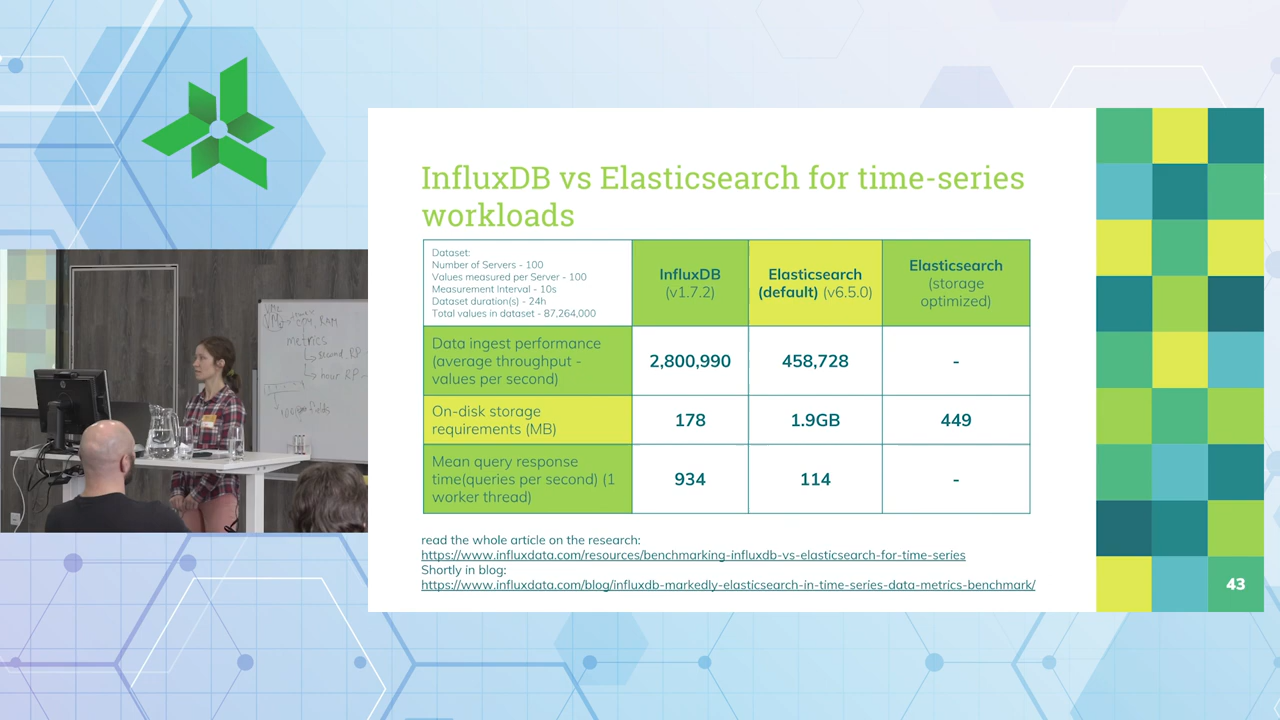 InfluxDB vs Elasticsearch for time-series
workloads
Dataset:
Number of Servers - 100
Values measured per Server - 100
Measurement Interval - 10s
Dataset duration(s) - 24h
Total values in dataset - 87,264,000
InfluxDB
(v1.7.2)
Elasticsearch
(default) (v6.5.0)
Elasticsearch
(storage
optimized)
Data ingest performance
(average throughput -
values per second)
2,800,990
458,728
-
On-disk storage
requirements (MB)
178
1.9GB
449
Mean query response
time(queries per second) (1
worker thread)
934
114
-
read the whole article on the research:
https://www.influxdata.com/resources/benchmarking-influxdb-vs-elasticsearch-for-time-series
Shortly in blog:
https://www.influxdata.com/blog/influxdb-markedly-elasticsearch-in-time-series-data-metrics-benchmark/
43
RAM
metrics
second RP
hour RP